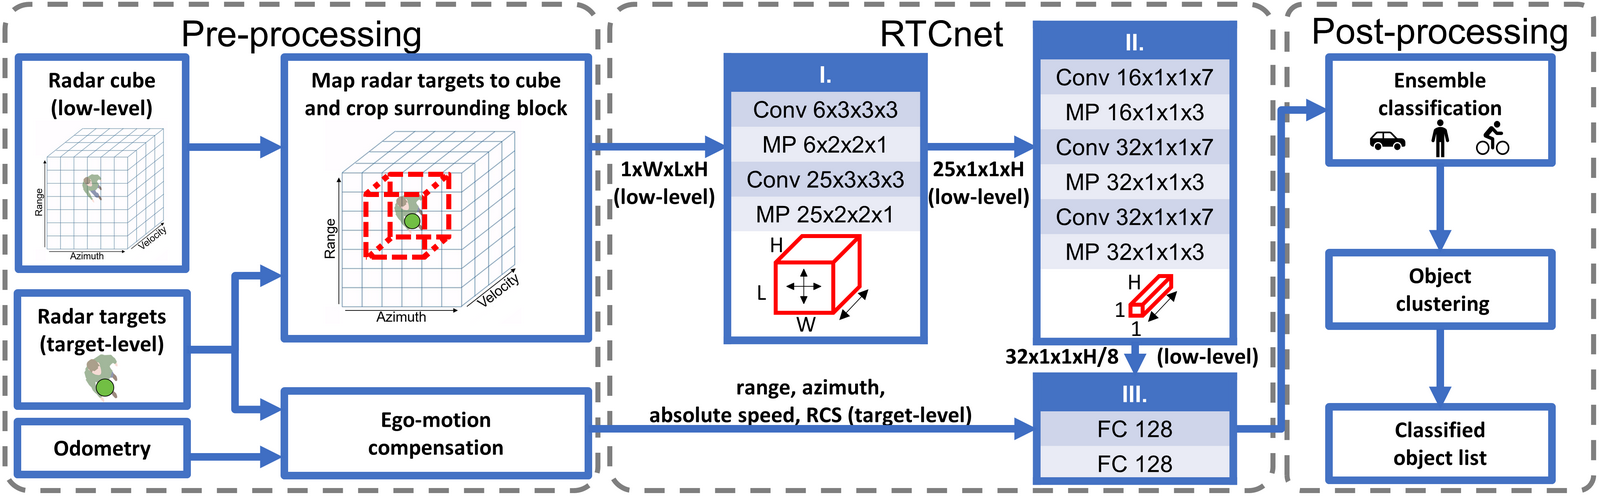 Pre-processing
Radar cube
(low-level)
Range
Azimuth
Velocity
Radar targets
(target-level)
Odometry
Map radar targets to cube
and crop surrounding block
Range
Azimuth
Velocity
Ego-motion
compensation
RTCnet
1xWxLxH
(low-level)
I.
Conv 6x3x3x3
MP 6x2x2x1
Conv 25x3x3x3
MP 25x2x2x1
H
L
W
25x1x1xH
(low-level)
II.
Conv 16x1x1x7
MP 16x1x1x3
Conv 32x1x1x7
MP 32x1x1x3
Conv 32x1x1x7
MP 32x1x1x3
H
1
1
32x1x1xH/8 (low-level)
range, azimuth,
absolute speed, RCS (target-level)
III.
FC 128
FC 128
Post-processing
Ensemble
classification
Object
clustering
Classified
object list